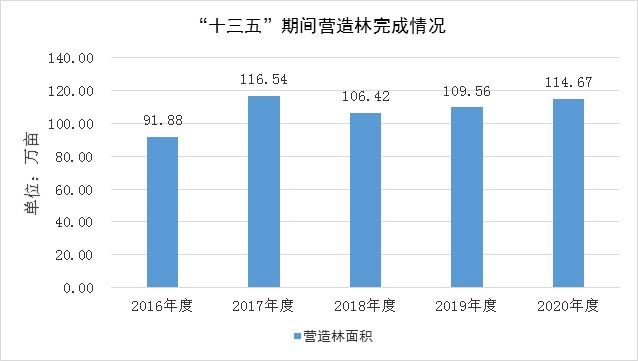 “十三五”期间营造林完成情况
单位：万亩
140.00
120.00
100.00
80.00
60.00
40.00
20.00
0.00
91.88
116.54
106.42
109.56
114.67
2016年度
2017年度
2018年度
2019年度
2020年度
营造林面积